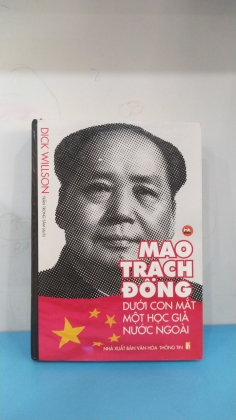 DICK WILLSON
MAO
TRẠCH
ĐÔNG
DƯỚI CON MẮT
MỘT HỌC GIẢ
NƯỚC NGOÀI
NHÀ XUẤT BẢN VĂN HÓA THÔNG TIN